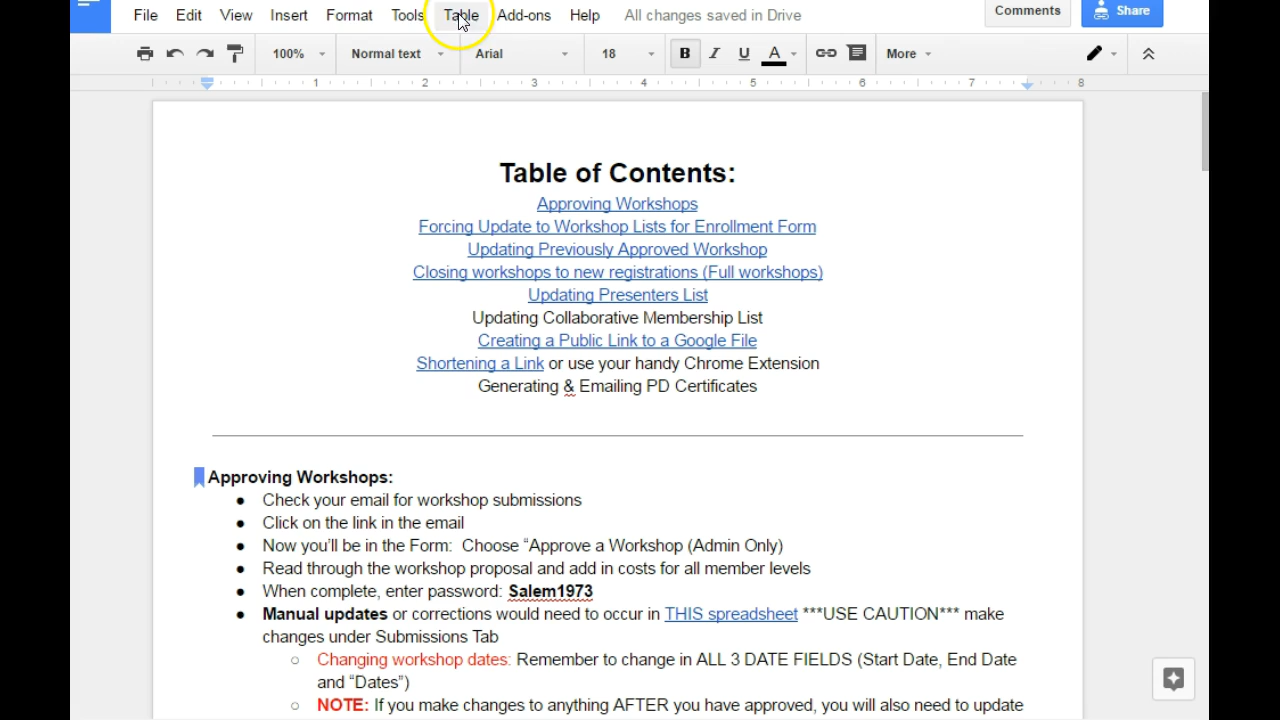 File Edit View Insert Format Tools Table Add-ons Help All changes saved in Drive Comments Share
100% Normal text Arial 18 B I U A More
1 2 3 4 5 6 7 8
Table of Contents:
Approving Workshops
Forcing Update to Workshop Lists for Enrollment Form
Updating Previously Approved Workshop
Closing workshops to new registrations (Full workshops)
Updating Presenters List
Updating Collaborative Membership List
Creating a Public Link to a Google File
Shortening a Link or use your handy Chrome Extension
Generating & Emailing PD Certificates
Approving Workshops:
● Check your email for workshop submissions
● Click on the link in the email
● Now you'll be in the Form: Choose “Approve a Workshop (Admin Only)
● Read through the workshop proposal and add in costs for all member levels
● When complete, enter password: Salem1973
● Manual updates or corrections would need to occur in THIS spreadsheet ***USE CAUTION*** make
changes under Submissions Tab
○ Changing workshop dates: Remember to change in ALL 3 DATE FIELDS (Start Date, End Date
and “Dates”)
○ NOTE: If you make changes to anything AFTER you have approved, you will also need to update